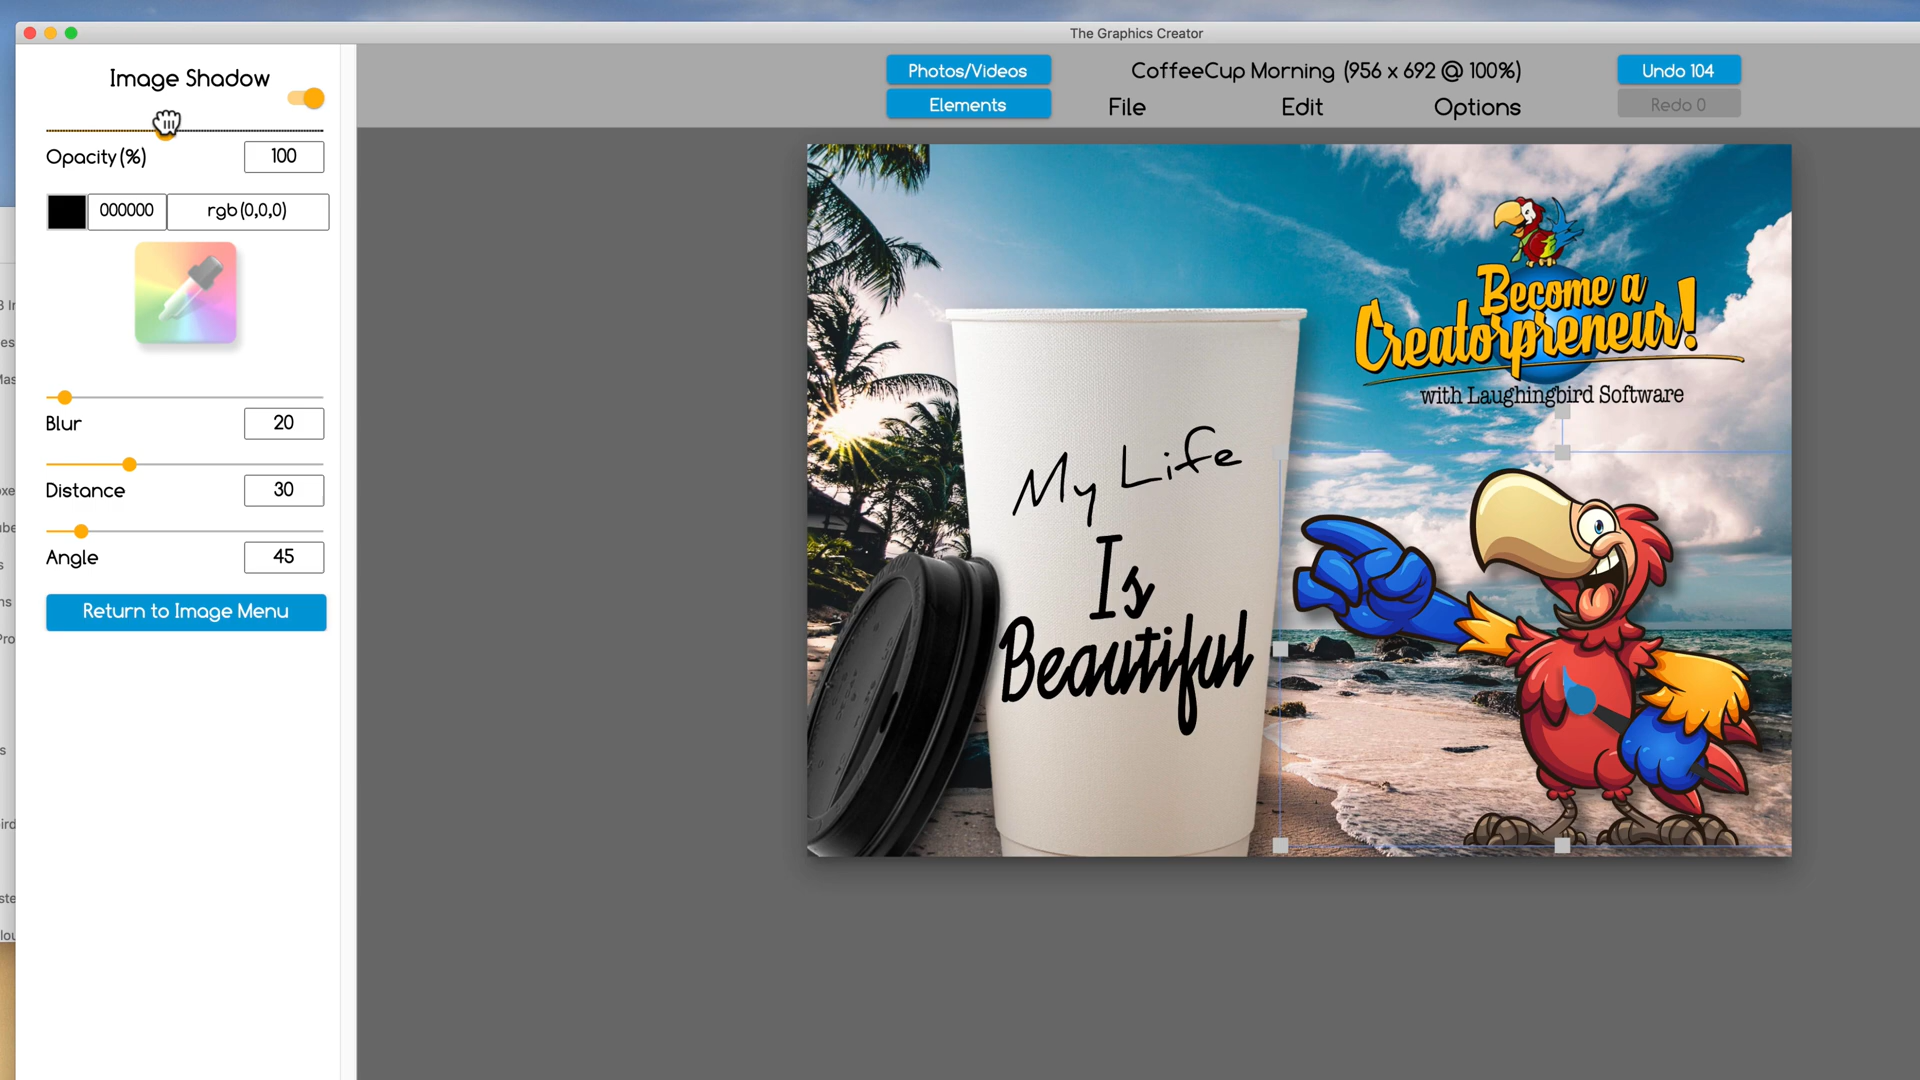 The Graphics Creator
Image Shadow
Photos/Videos
CoffeeCup Morning (956 x 692 @ 100%)
Undo 104
Elements
File
Edit
Options
Redo 0
Opacity (%)
100
000000
rgb(0,0,0)
Blur
20
Distance
30
Angle
45
Return to Image Menu
Become a
Creatorpreneur!
with Laughingbird Software
My Life
Is
Beautiful